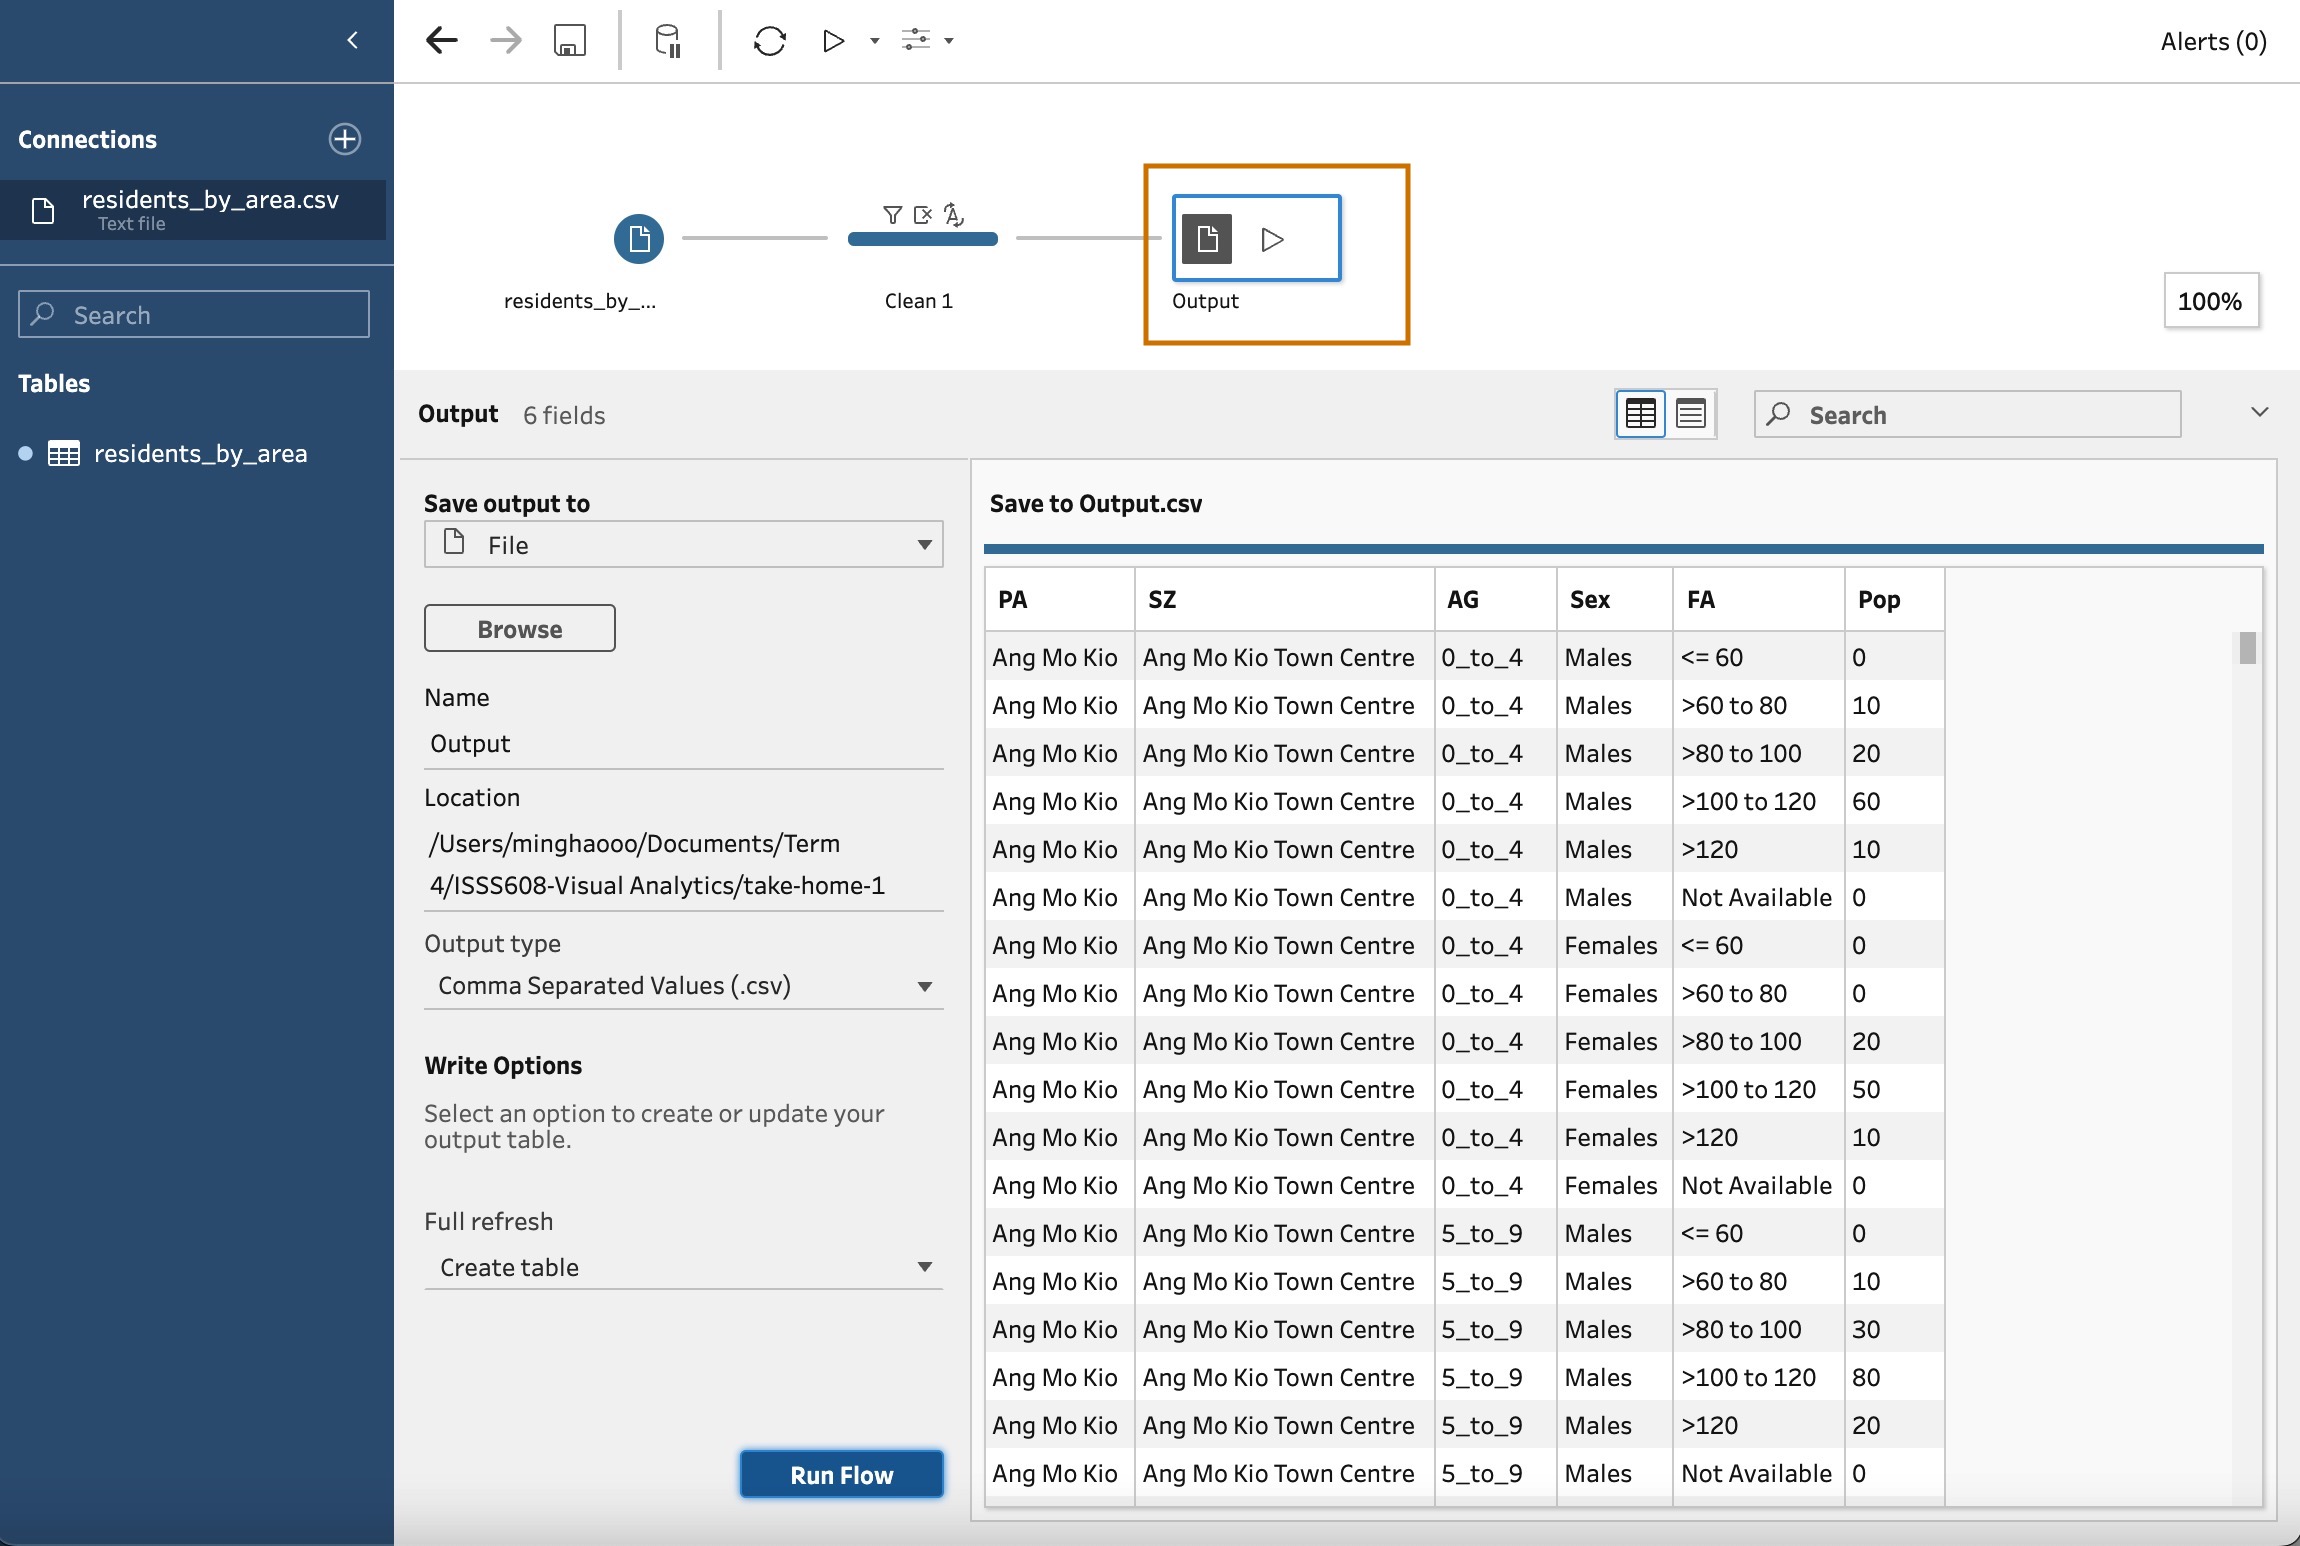 Alerts (0)
Connections
residents_by_area.csv
Text file
Search
Tables
residents_by_area
residents_by_...
Clean 1
Output
100%
Output 6 fields
Search
Save output to
File
Browse
Name
Output
Location
/Users/minghaooo/Documents/Term
4/ISSS608-Visual Analytics/take-home-1
Output type
Comma Separated Values (.csv)
Write Options
Select an option to create or update your
output table.
Full refresh
Create table
Run Flow
Save to Output.csv
PA SZ AG Sex FA Pop
Ang Mo Kio Ang Mo Kio Town Centre 0_to_4 Males <= 60 0
Ang Mo Kio Ang Mo Kio Town Centre 0_to_4 Males >60 to 80 10
Ang Mo Kio Ang Mo Kio Town Centre 0_to_4 Males >80 to 100 20
Ang Mo Kio Ang Mo Kio Town Centre 0_to_4 Males >100 to 120 60
Ang Mo Kio Ang Mo Kio Town Centre 0_to_4 Males >120 10
Ang Mo Kio Ang Mo Kio Town Centre 0_to_4 Males Not Available 0
Ang Mo Kio Ang Mo Kio Town Centre 0_to_4 Females <= 60 0
Ang Mo Kio Ang Mo Kio Town Centre 0_to_4 Females >60 to 80 0
Ang Mo Kio Ang Mo Kio Town Centre 0_to_4 Females >80 to 100 20
Ang Mo Kio Ang Mo Kio Town Centre 0_to_4 Females >100 to 120 50
Ang Mo Kio Ang Mo Kio Town Centre 0_to_4 Females >120 10
Ang Mo Kio Ang Mo Kio Town Centre 0_to_4 Females Not Available 0
Ang Mo Kio Ang Mo Kio Town Centre 5_to_9 Males <= 60 0
Ang Mo Kio Ang Mo Kio Town Centre 5_to_9 Males >60 to 80 10
Ang Mo Kio Ang Mo Kio Town Centre 5_to_9 Males >80 to 100 30
Ang Mo Kio Ang Mo Kio Town Centre 5_to_9 Males >100 to 120 80
Ang Mo Kio Ang Mo Kio Town Centre 5_to_9 Males >120 20
Ang Mo Kio Ang Mo Kio Town Centre 5_to_9 Males Not Available 0